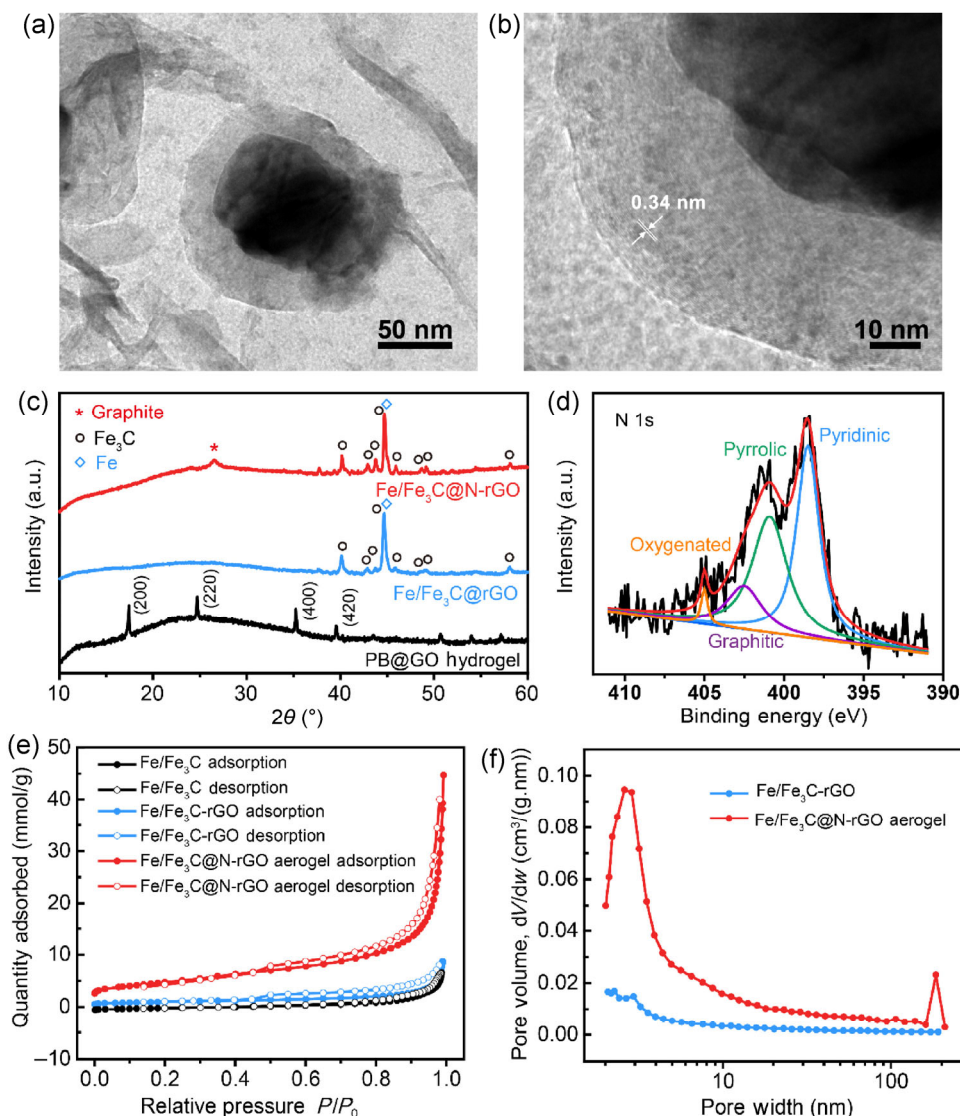 (a)
50 nm
(b)
0.34 nm
10 nm
(c)
* Graphite
○ Fe₃C
◇ Fe
Fe/Fe₃C@N-rGO
Fe/Fe₃C@rGO
(200)
(220)
(400)
(420)
PB@GO hydrogel
Intensity (a.u.)
10 20 30 40 50 60
2θ (°)
(d)
N 1s
Pyridinic
Pyrrolic
Oxygenated
Graphitic
Intensity (a.u.)
410 405 400 395 390
Binding energy (eV)
(e)
50
40
30
20
10
0
–10
Fe/Fe₃C adsorption
Fe/Fe₃C desorption
Fe/Fe₃C-rGO adsorption
Fe/Fe₃C-rGO desorption
Fe/Fe₃C@N-rGO aerogel adsorption
Fe/Fe₃C@N-rGO aerogel desorption
Quantity adsorbed (mmol/g)
0.0 0.2 0.4 0.6 0.8 1.0
Relative pressure P/P₀
(f)
0.10
0.08
0.06
0.04
0.02
0.00
Fe/Fe₃C-rGO
Fe/Fe₃C@N-rGO aerogel
Pore volume, dV/dw (cm³/(g.nm))
10 100
Pore width (nm)